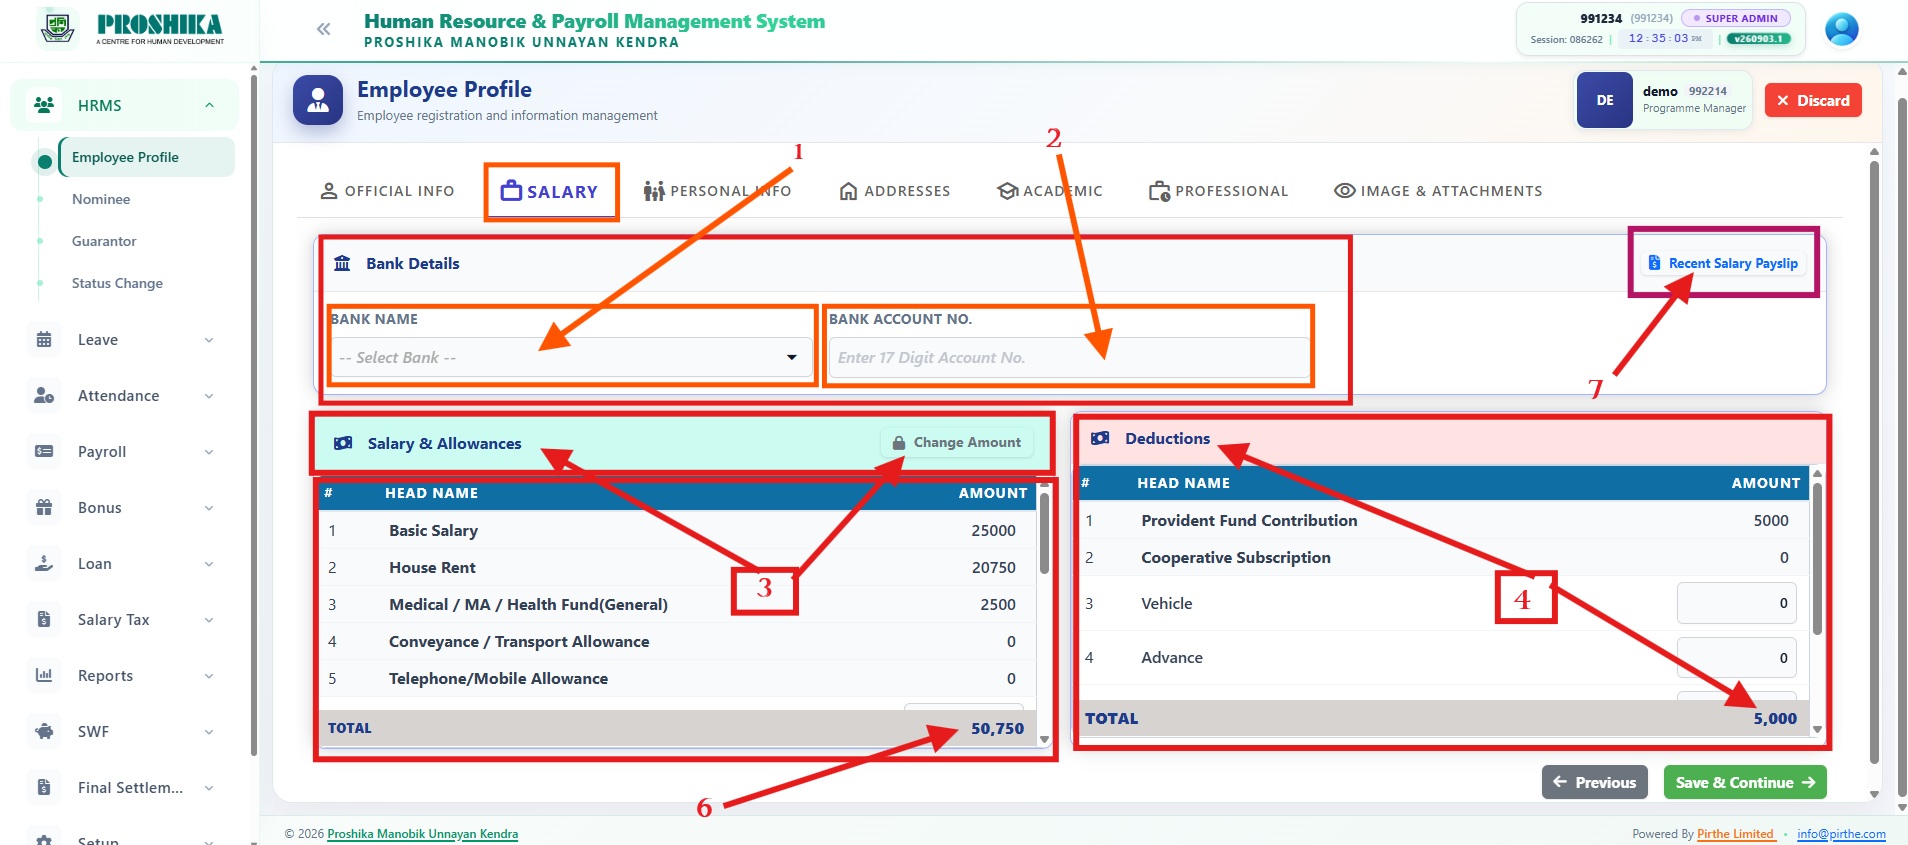 PROSHIKA
A CENTRE FOR HUMAN DEVELOPMENT
Human Resource & Payroll Management System
PROSHIKA MANOBIK UNNAYAN KENDRA
991234 (991234) SUPER ADMIN
Session: 086262 | 12:35:03 PM | v260903.1
HRMS
Employee Profile
Nominee
Guarantor
Status Change
Leave
Attendance
Payroll
Bonus
Loan
Salary Tax
Reports
SWF
Final Settlem...
Setup
Employee Profile
Employee registration and information management
DE
demo 992214
Programme Manager
Discard
1
2
OFFICIAL INFO
SALARY
PERSONAL INFO
ADDRESSES
ACADEMIC
PROFESSIONAL
IMAGE & ATTACHMENTS
Bank Details
Recent Salary Payslip
BANK NAME
-- Select Bank --
BANK ACCOUNT NO.
Enter 17 Digit Account No.
7
Salary & Allowances
Change Amount
# HEAD NAME AMOUNT
1 Basic Salary 25000
2 House Rent 20750
3 Medical / MA / Health Fund(General) 2500
4 Conveyance / Transport Allowance 0
5 Telephone/Mobile Allowance 0
TOTAL 50,750
3
6
Deductions
# HEAD NAME AMOUNT
1 Provident Fund Contribution 5000
2 Cooperative Subscription 0
3 Vehicle 0
4 Advance 0
TOTAL 5,000
4
Previous
Save & Continue
© 2026 Proshika Manobik Unnayan Kendra
Powered By Pirthe Limited • info@pirthe.com